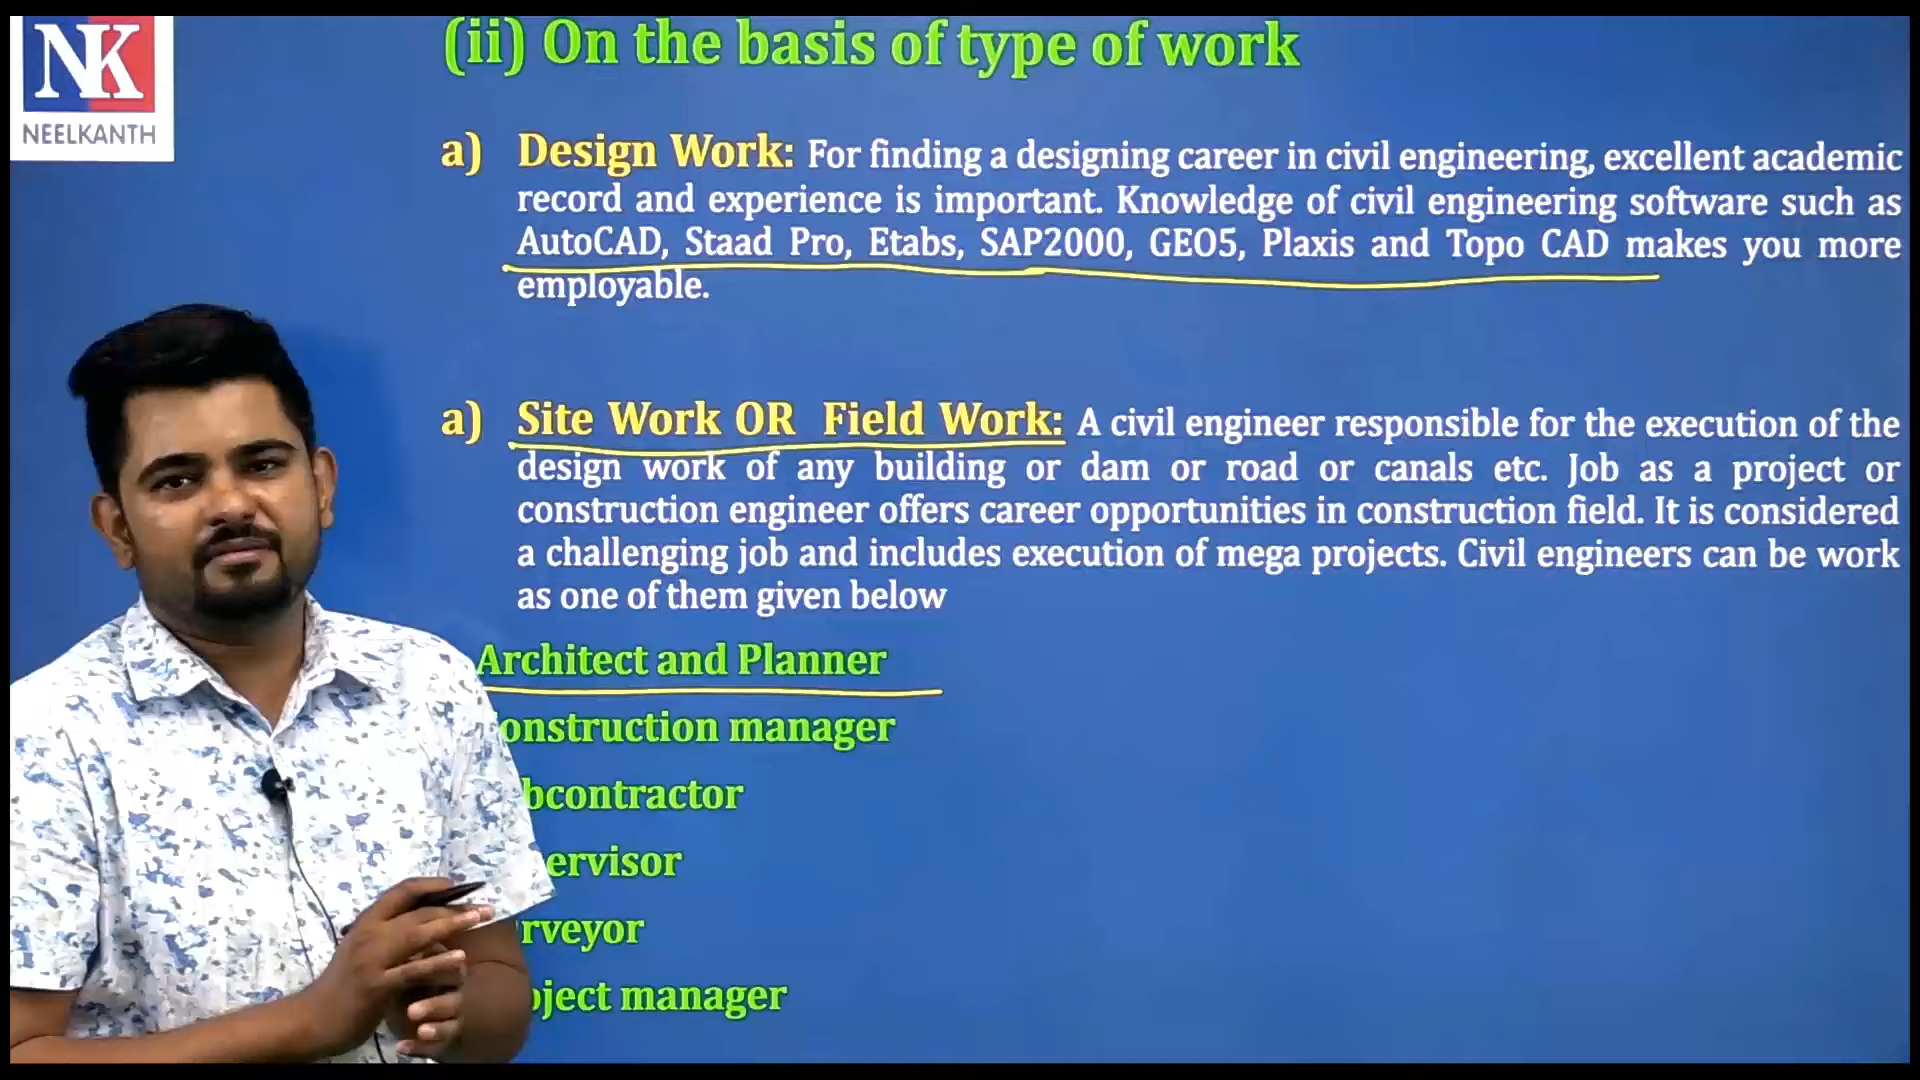 NK
NEELKANTH
(ii) On the basis of type of work
a) Design Work: For finding a designing career in civil engineering, excellent academic
record and experience is important. Knowledge of civil engineering software such as
AutoCAD, Staad Pro, Etabs, SAP2000, GEO5, Plaxis and Topo CAD makes you more
employable.
a) Site Work OR Field Work: A civil engineer responsible for the execution of the
design work of any building or dam or road or canals etc. Job as a project or
construction engineer offers career opportunities in construction field. It is considered
a challenging job and includes execution of mega projects. Civil engineers can be work
as one of them given below
Architect and Planner
onstruction manager
bcontractor
ervisor
rveyor
oject manager